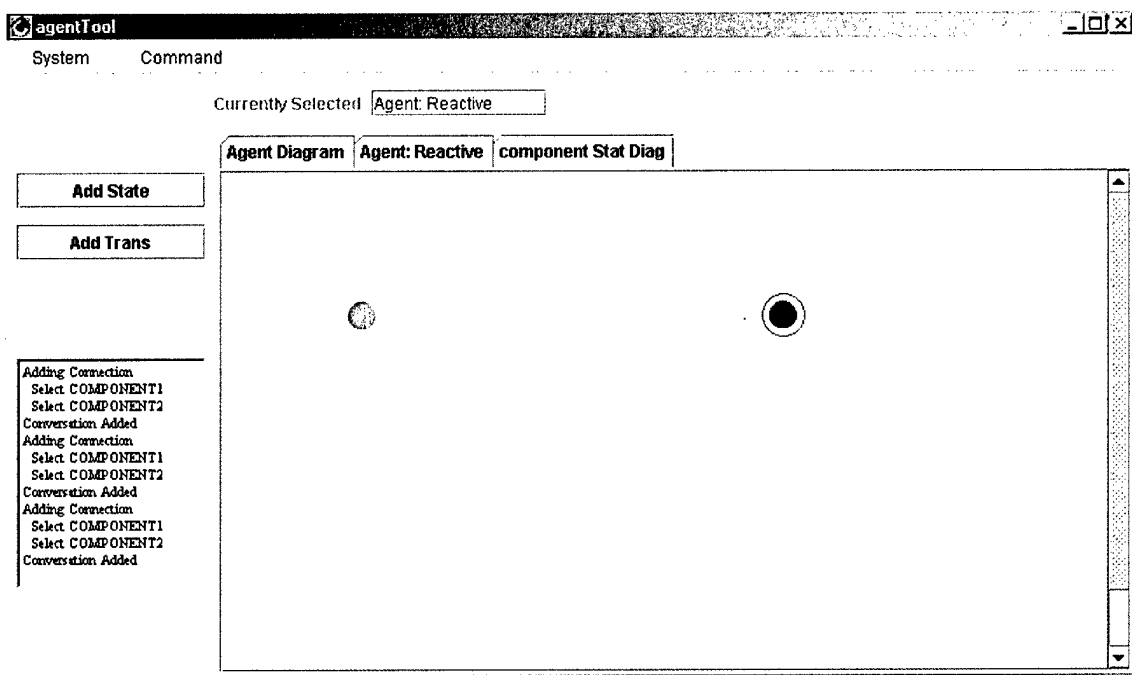 agentTool
System Command
Currently Selected Agent: Reactive
Agent Diagram Agent: Reactive component Stat Diag
Add State
Add Trans
Adding Connection
Select COMPONENT1
Select COMPONENT2
Conversation Added
Adding Connection
Select COMPONENT1
Select COMPONENT2
Conversation Added
Adding Connection
Select COMPONENT1
Select COMPONENT2
Conversation Added